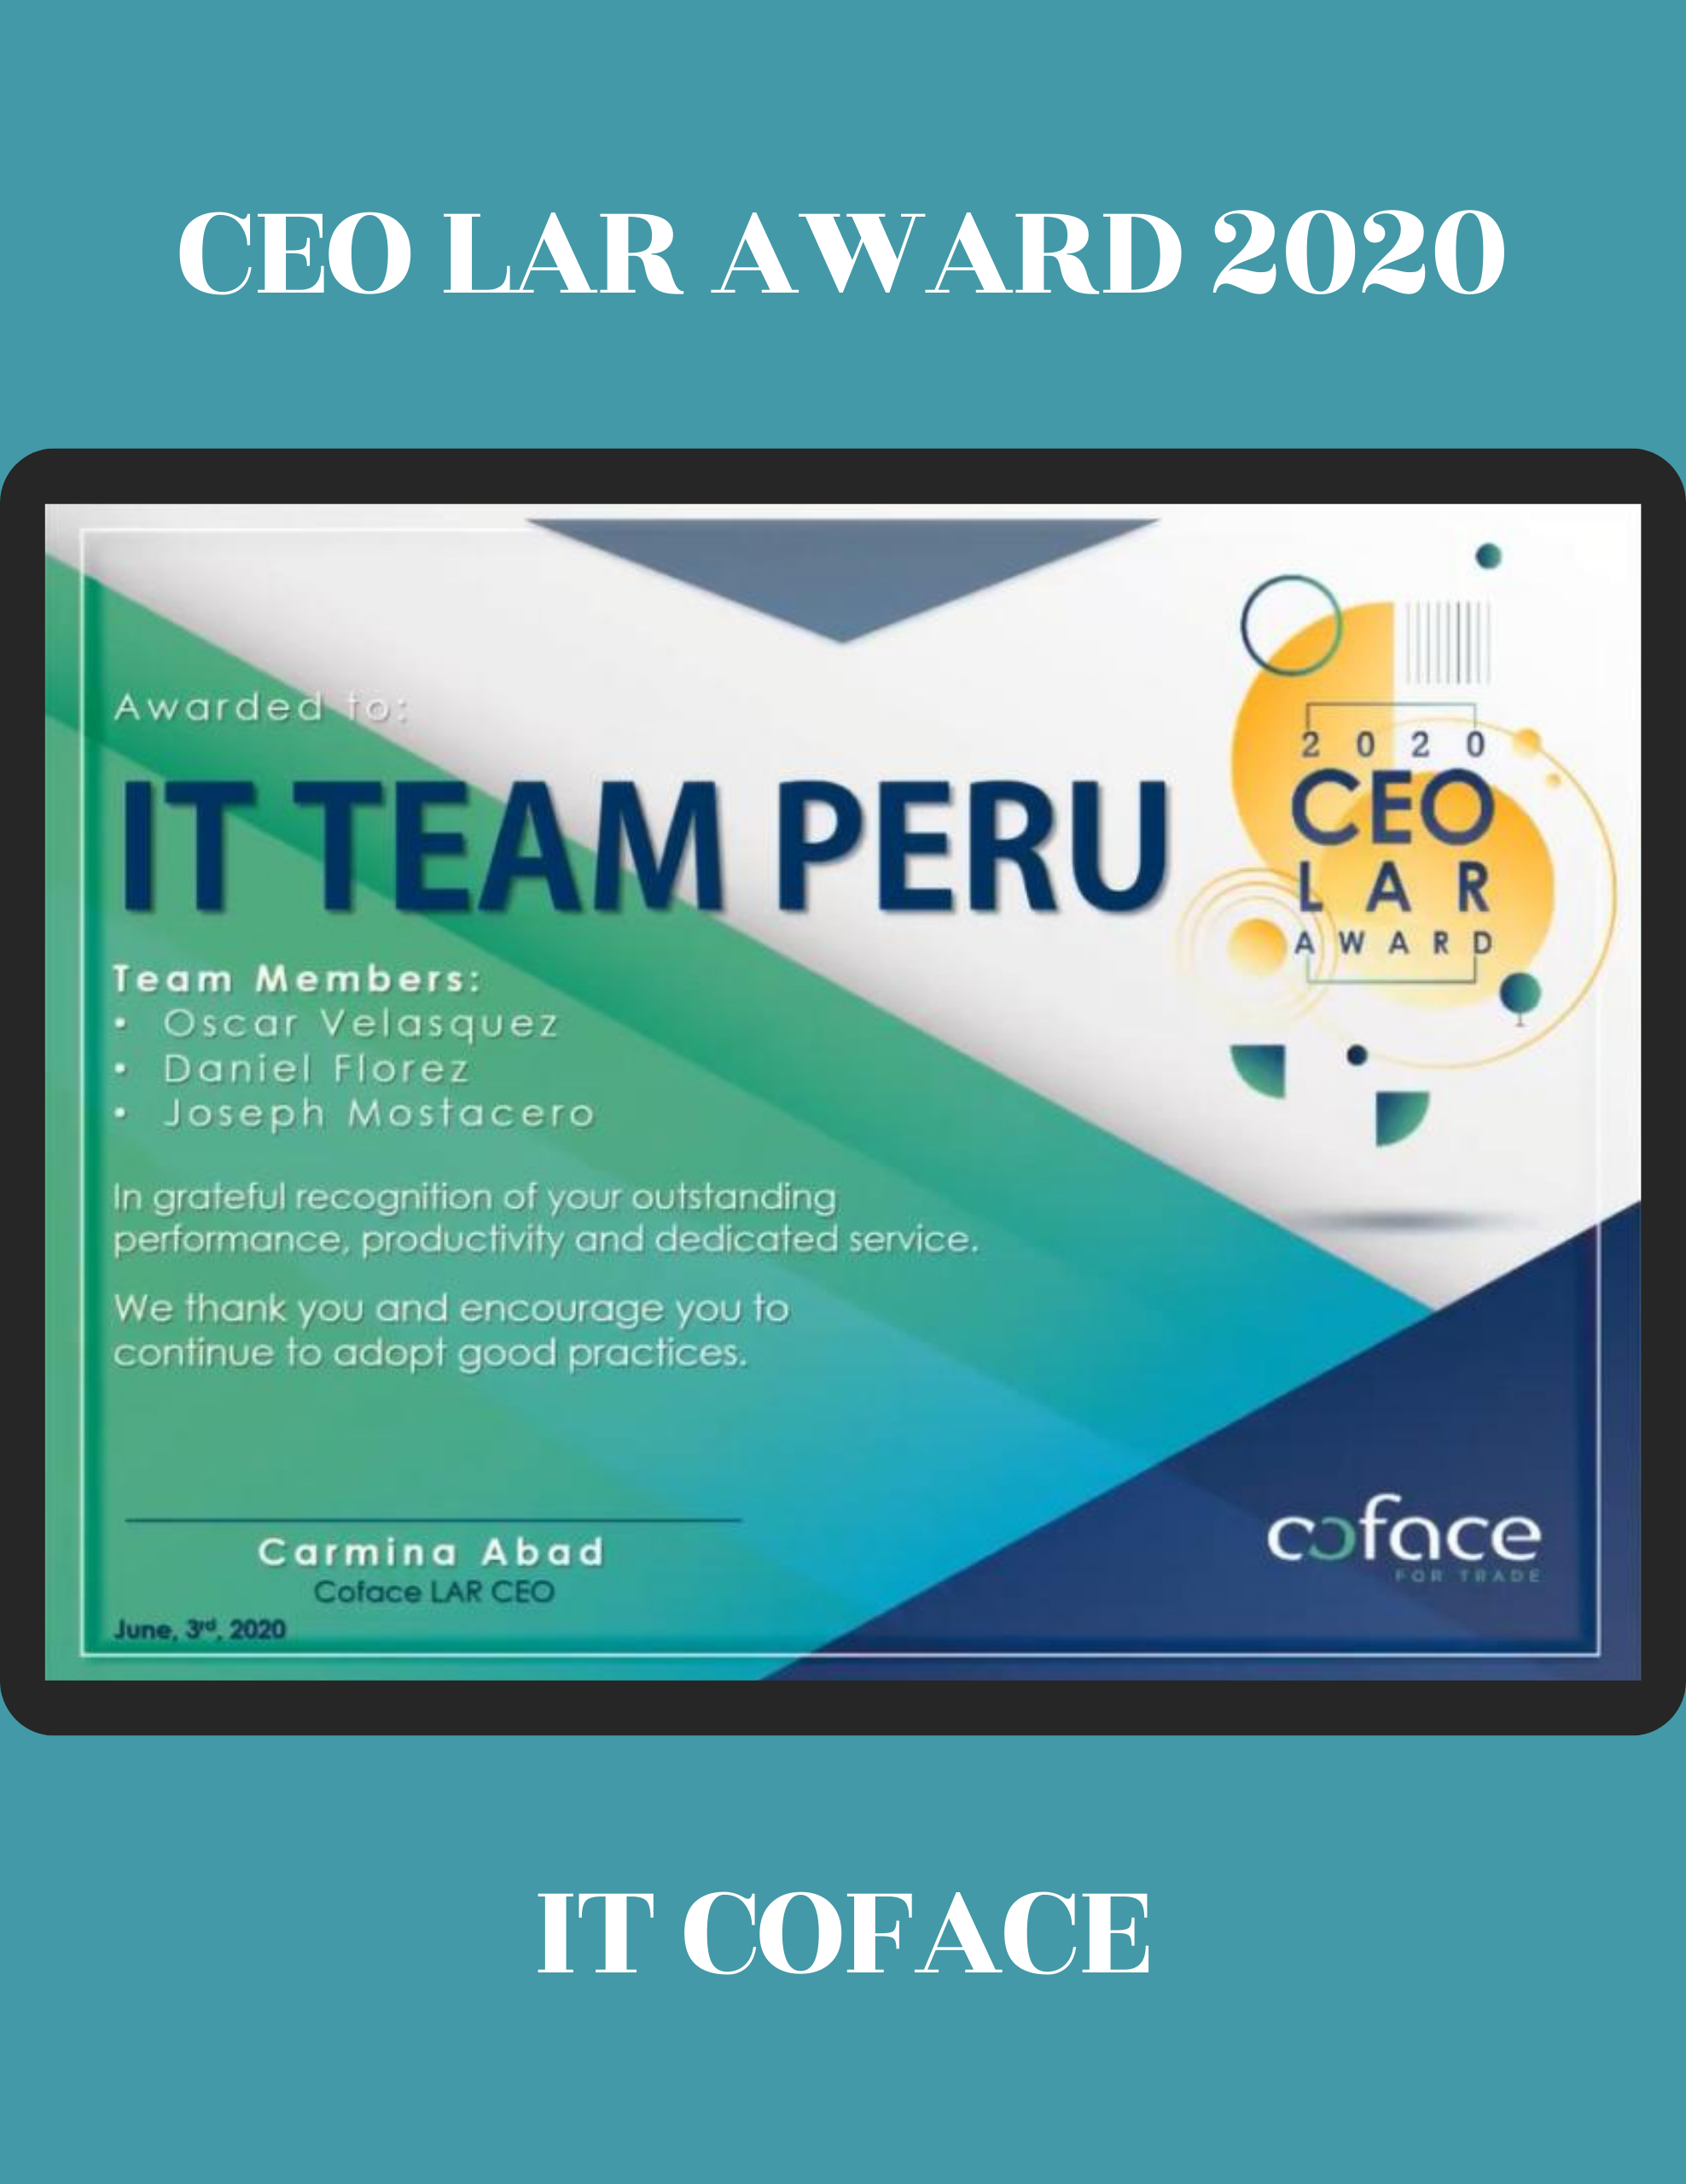 CEO LAR AWARD 2020
Awarded to:
IT TEAM PERU
2020
CEO
LAR
AWARD
Team Members:
• Oscar Velasquez
• Daniel Florez
• Joseph Mostacero
In grateful recognition of your outstanding
performance, productivity and dedicated service.
We thank you and encourage you to
continue to adopt good practices.
Carmina Abad
Coface LAR CEO
June, 3rd, 2020
coface
FOR TRADE
IT COFACE